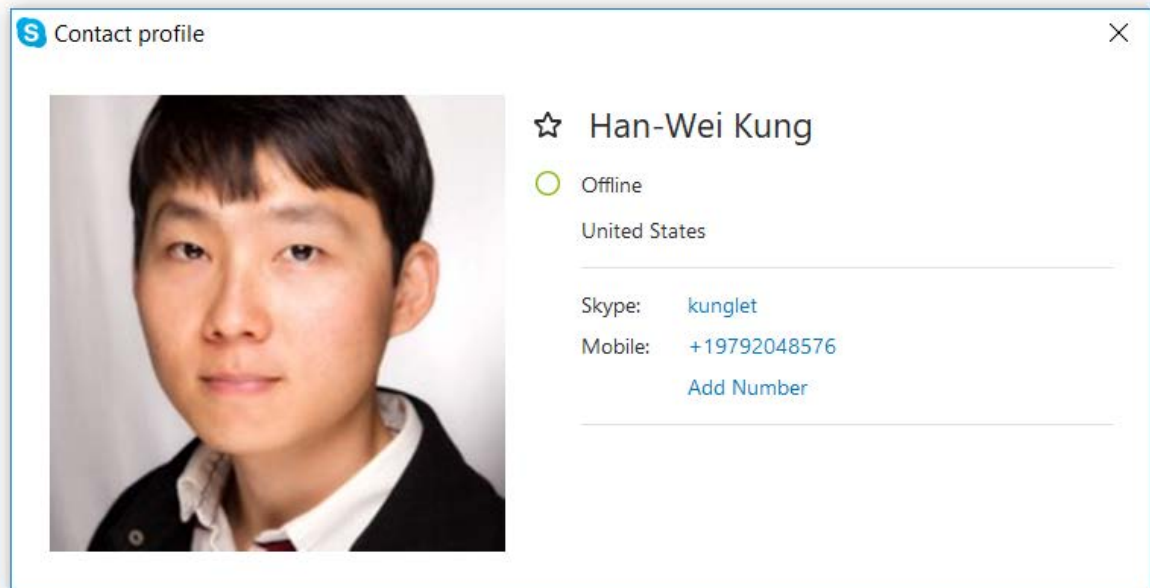 Contact profile
Han-Wei Kung
Offline
United States
Skype: kunglet
Mobile: +19792048576
Add Number